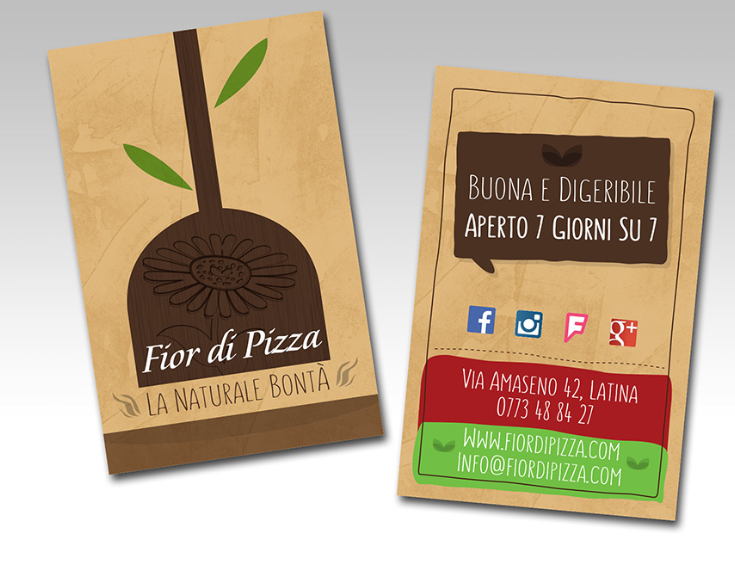 Fior di Pizza
La Naturale Bontà
Buona e Digeribile
Aperto 7 Giorni Su 7
Via Amaseno 42, Latina
0773 48 84 27
www.fiordipizza.com
info@fiordipizza.com